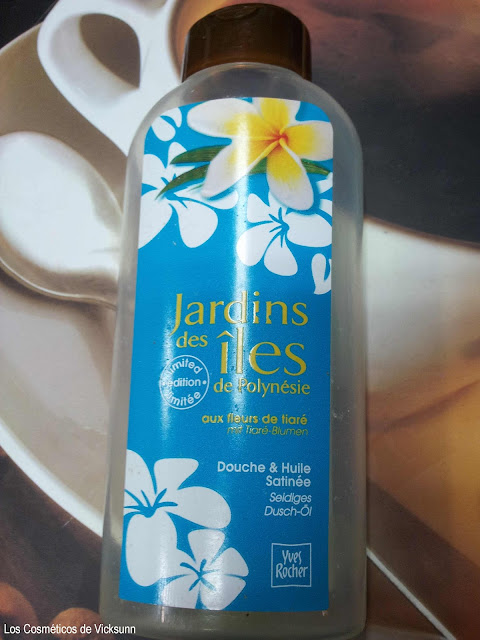 Jardins
des îles
de Polynésie
limited
édition
limitée
aux fleurs de tiaré
mit Tiaré-Blumen
Douche & Huile
Satinée
Seidiges
Dusch-Öl
Yves
Rocher
Los Cosméticos de Vicksunn